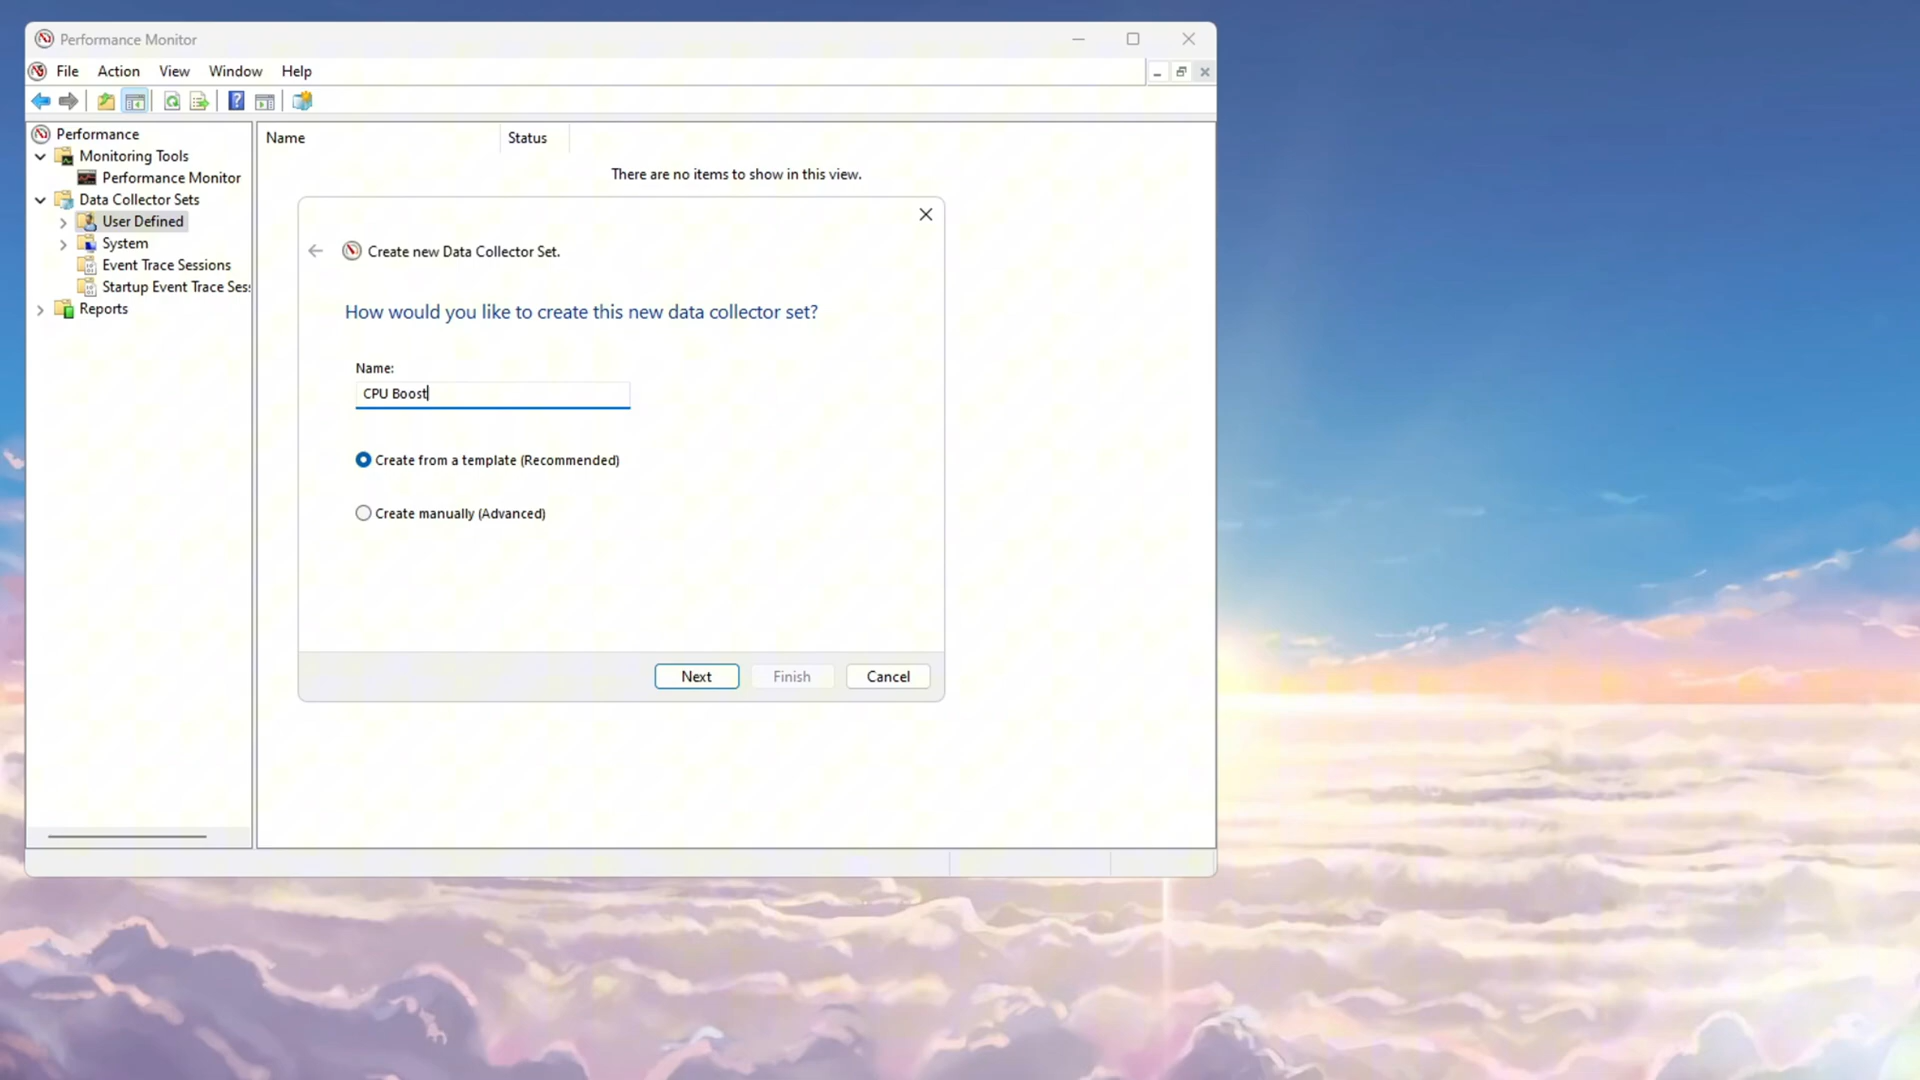 Performance Monitor
File Action View Window Help
Performance
Monitoring Tools
Performance Monitor
Data Collector Sets
User Defined
System
Event Trace Sessions
Startup Event Trace Ses
Reports
Name Status
There are no items to show in this view.
Create new Data Collector Set.
How would you like to create this new data collector set?
Name:
CPU Boost
Create from a template (Recommended)
Create manually (Advanced)
Next Finish Cancel